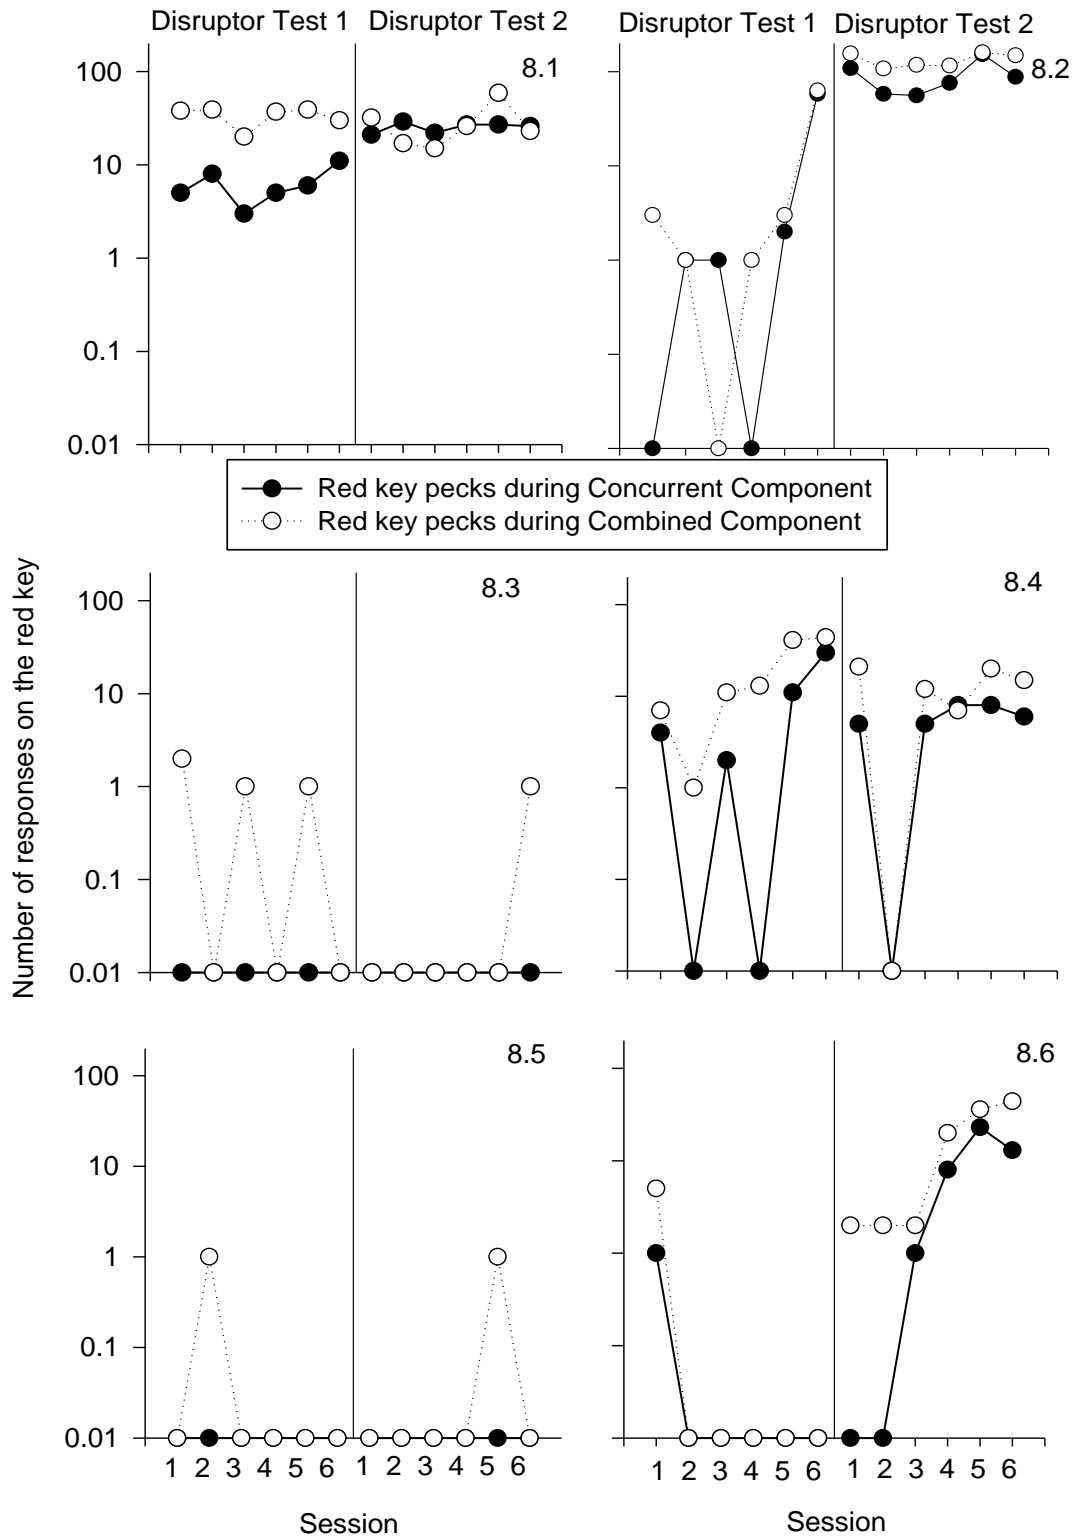 Disruptor Test 1
Disruptor Test 2
Disruptor Test 1
Disruptor Test 2
100
10
1
0.1
0.01
8.1
8.2
Red key pecks during Concurrent Component
Red key pecks during Combined Component
Number of responses on the red key
100
10
1
0.1
0.01
8.3
8.4
100
10
1
0.1
0.01
8.5
8.6
1 2 3 4 5 6 1 2 3 4 5 6
1 2 3 4 5 6 1 2 3 4 5 6
Session
Session